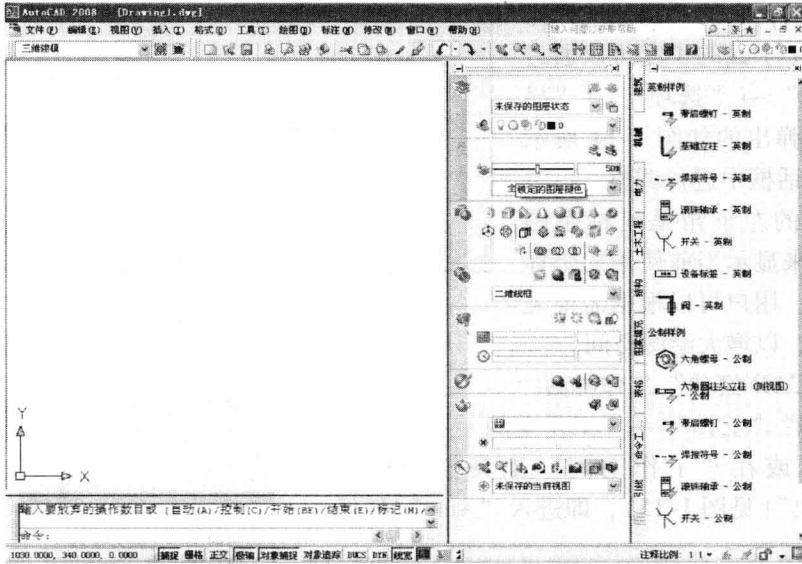 AutoCAD 2008 - [Drawing1.dwg]
文件(F) 编辑(E) 视图(V) 插入(I) 格式(O) 工具(T) 绘图(D) 标注(N) 修改(M) 窗口(W) 帮助(H)
三维建模
0
未保存的图层状态
0
50%
锁定的图层褪色
二维线框
未保存的当前视图
建筑
机械
电力
土木工程
结构
图案填充
表格
命令工
引线
英制样例
带肩螺钉 - 英制
基础立柱 - 英制
焊接符号 - 英制
滚珠轴承 - 英制
开关 - 英制
设备标签 - 英制
阀 - 英制
公制样例
六角螺母 - 公制
六角圆柱头立柱 (侧视图) - 公制
带肩螺钉 - 公制
焊接符号 - 公制
滚珠轴承 - 公制
开关 - 公制
Y
X
输入要放弃的操作数目或 [自动(A)/控制(C)/开始(BE)/结束(E)/标记(M)/
命令:
1030.0000, 340.0000, 0.0000 捕捉 栅格 正交 极轴 对象捕捉 对象追踪 DUCS DYN 线宽
注释比例: 1:1